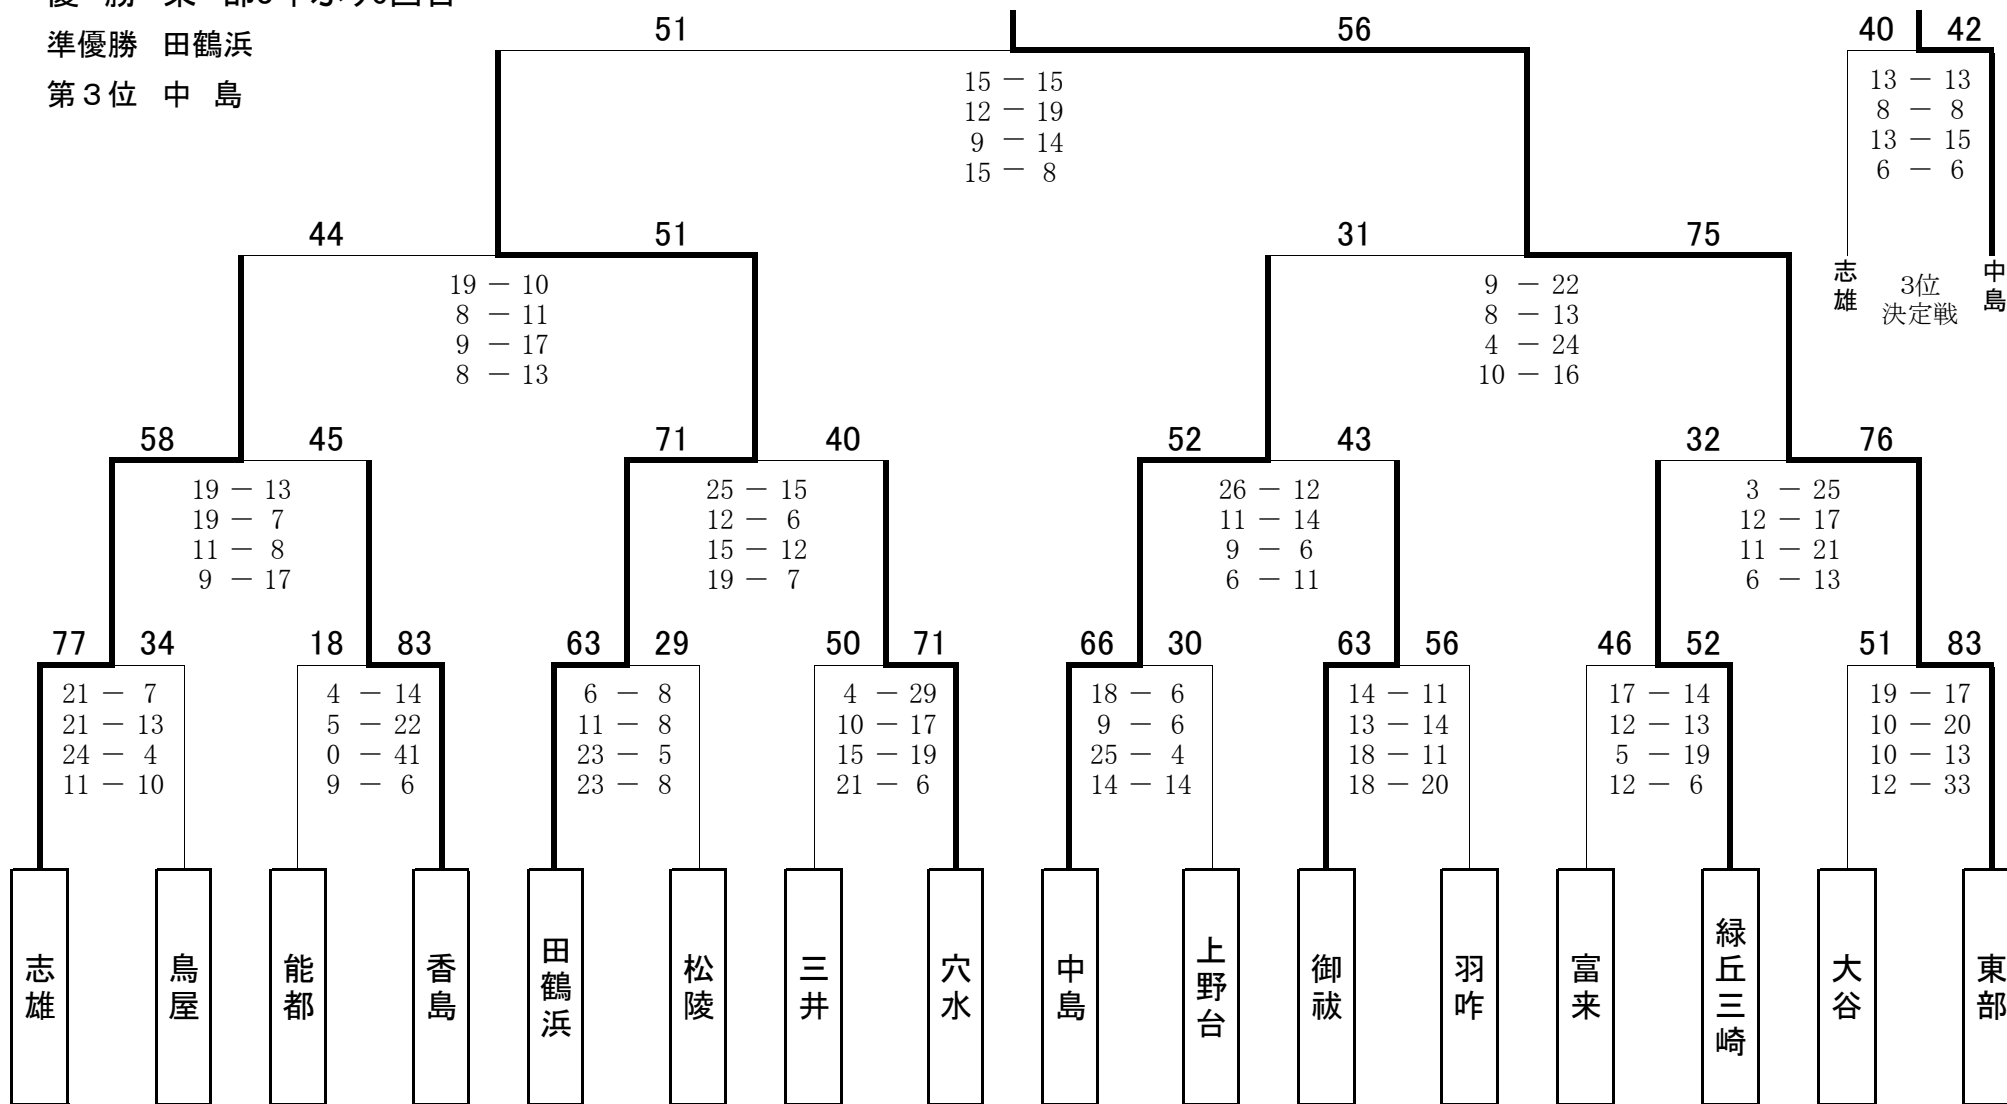 準優勝 田鶴浜
第３位 中 島
51 56
15 － 15
12 － 19
9 － 14
15 － 8
40 42
13 － 13
8 － 8
13 － 15
6 － 6
志雄
3位
決定戦
中島
44 51
19 － 10
8 － 11
9 － 17
8 － 13
31 75
9 － 22
8 － 13
4 － 24
10 － 16
58 45
19 － 13
19 － 7
11 － 8
9 － 17
71 40
25 － 15
12 － 6
15 － 12
19 － 7
52 43
26 － 12
11 － 14
9 － 6
6 － 11
32 76
3 － 25
12 － 17
11 － 21
6 － 13
77 34
21 － 7
21 － 13
24 － 4
11 － 10
18 83
4 － 14
5 － 22
0 － 41
9 － 6
63 29
6 － 8
11 － 8
23 － 5
23 － 8
50 71
4 － 29
10 － 17
15 － 19
21 － 6
66 30
18 － 6
9 － 6
25 － 4
14 － 14
63 56
14 － 11
13 － 14
18 － 11
18 － 20
46 52
17 － 14
12 － 13
5 － 19
12 － 6
51 83
19 － 17
10 － 20
10 － 13
12 － 33
志雄
鳥屋
能都
香島
田鶴浜
松陵
三井
穴水
中島
上野台
御祓
羽咋
富来
緑丘三崎
大谷
東部